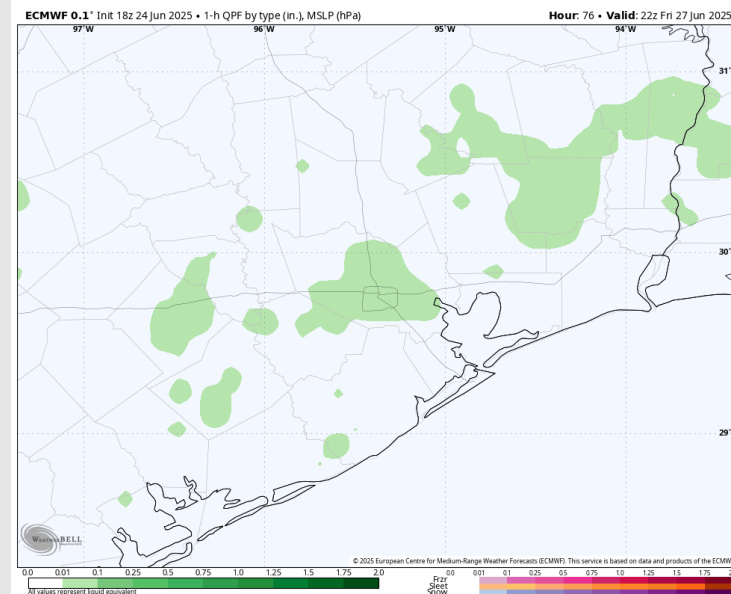 ECMWF 0.1° Init 18z 24 Jun 2025 • 1-h QPF by type (in.), MSLP (hPa)
Hour: 76 • Valid: 22z Fri 27 Jun 2025
97°W 96°W 95°W 94°W
31°
30°
29°
WeatherBELL
© 2025 European Centre for Medium-Range Weather Forecasts (ECMWF). This service is based on data and products of the ECMW
0.0 0.01 0.1 0.25 0.5 0.75 1.0 1.25 1.5 1.75 2.0
0.0 0.01 0.1 0.25 0.5 0.75 1.0 1.25 1.5 1.75 2
Frzr
Sleet
Snow
All values represent liquid equivalent